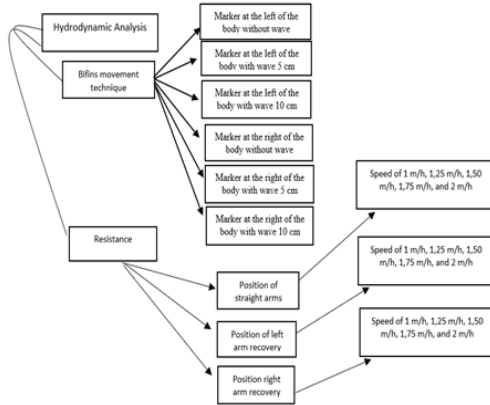 Hydrodynamic Analysis
Bifins movement
technique
Marker at the left of the
body without wave
Marker at the left of the
body with wave 5 cm
Marker at the left of the
body with wave 10 cm
Marker at the right of the
body without wave
Marker at the right of the
body with wave 5 cm
Marker at the right of the
body with wave 10 cm
Resistance
Position of
straight arms
Position of left
arm recovery
Position right
arm recovery
Speed of 1 m/h, 1,25 m/h, 1,50
m/h, 1,75 m/h, and 2 m/h
Speed of 1 m/h, 1,25 m/h, 1,50
m/h, 1,75 m/h, and 2 m/h
Speed of 1 m/h, 1,25 m/h, 1,50
m/h, 1,75 m/h, and 2 m/h